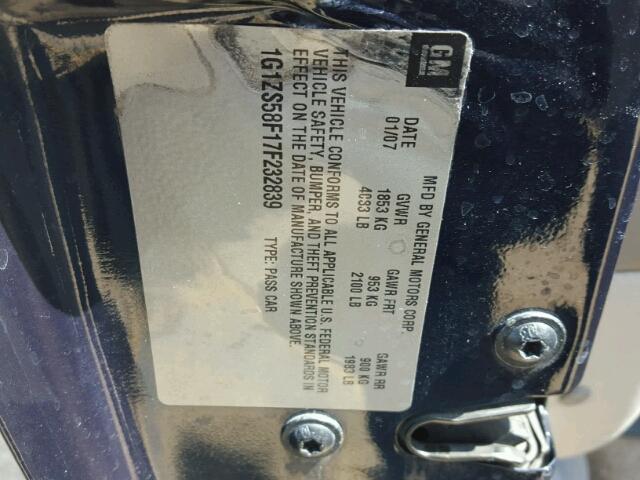 GM
MFD BY GENERAL MOTORS CORP.
DATE GVWR GAWR FRT GAWR RR
01/07 1853 KG 953 KG 900 KG
4C83 LB 2100 LB 1983 LB
THIS VEHICLE CONFORMS TO ALL APPLICABLE U.S. FEDERAL MOTOR
VEHICLE SAFETY, BUMPER, AND THEFT PREVENTION STANDARDS IN
EFFECT ON THE DATE OF MANUFACTURE SHOWN ABOVE.
1G1ZS58F17F232839 TYPE: PASS CAR